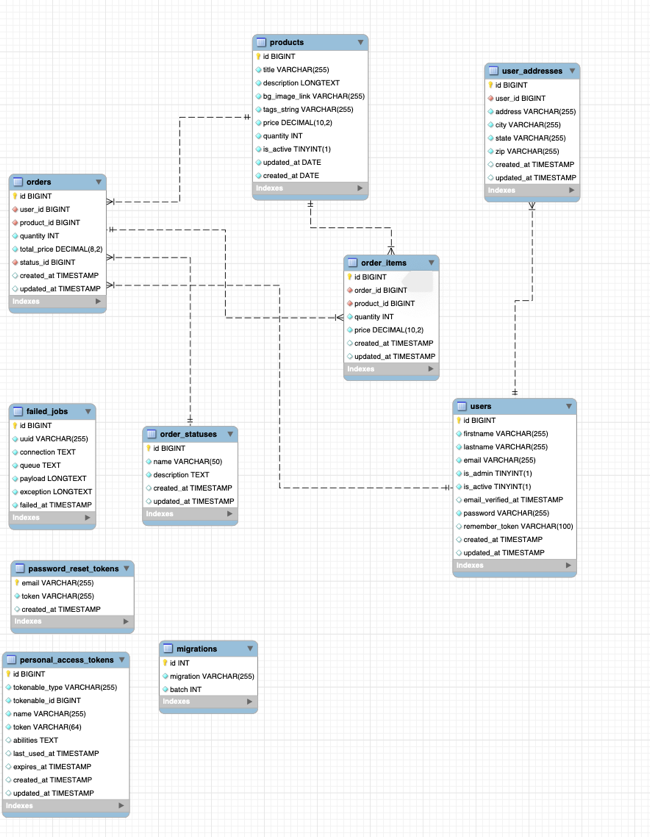 products
id BIGINT
title VARCHAR(255)
description LONGTEXT
bg_image_link VARCHAR(255)
tags_string VARCHAR(255)
price DECIMAL(10,2)
quantity INT
is_active TINYINT(1)
updated_at DATE
created_at DATE
Indexes
user_addresses
id BIGINT
user_id BIGINT
address VARCHAR(255)
city VARCHAR(255)
state VARCHAR(255)
zip VARCHAR(255)
created_at TIMESTAMP
updated_at TIMESTAMP
Indexes
orders
id BIGINT
user_id BIGINT
product_id BIGINT
quantity INT
total_price DECIMAL(8,2)
status_id BIGINT
created_at TIMESTAMP
updated_at TIMESTAMP
Indexes
order_items
id BIGINT
order_id BIGINT
product_id BIGINT
quantity INT
price DECIMAL(10,2)
created_at TIMESTAMP
updated_at TIMESTAMP
Indexes
failed_jobs
id BIGINT
uuid VARCHAR(255)
connection TEXT
queue TEXT
payload LONGTEXT
exception LONGTEXT
failed_at TIMESTAMP
Indexes
order_statuses
id BIGINT
name VARCHAR(50)
description TEXT
created_at TIMESTAMP
updated_at TIMESTAMP
Indexes
users
id BIGINT
firstname VARCHAR(255)
lastname VARCHAR(255)
email VARCHAR(255)
is_admin TINYINT(1)
is_active TINYINT(1)
email_verified_at TIMESTAMP
password VARCHAR(255)
remember_token VARCHAR(100)
created_at TIMESTAMP
updated_at TIMESTAMP
Indexes
password_reset_tokens
email VARCHAR(255)
token VARCHAR(255)
created_at TIMESTAMP
Indexes
personal_access_tokens
id BIGINT
tokenable_type VARCHAR(255)
tokenable_id BIGINT
name VARCHAR(255)
token VARCHAR(64)
abilities TEXT
last_used_at TIMESTAMP
expires_at TIMESTAMP
created_at TIMESTAMP
updated_at TIMESTAMP
Indexes
migrations
id INT
migration VARCHAR(255)
batch INT
Indexes